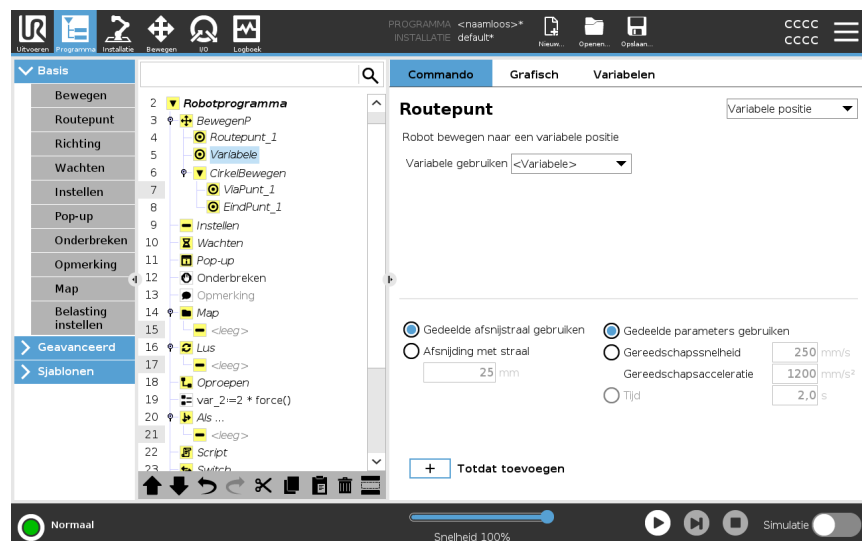 PROGRAMMA <naamloos>*
INSTALLATIE default*
Uitvoeren Programma Installatie Bewegen I/O Logboek
Nieuw... Openen... Opslaan...
cccc
cccc
Basis
Bewegen
Routepunt
Richting
Wachten
Instellen
Pop-up
Onderbreken
Opmerking
Map
Belasting
instellen
Geavanceerd
Sjablonen
2 Robotprogramma
3 BewegenP
4 Routepunt_1
5 Variabele
6 CirkelBewegen
7 ViaPunt_1
8 EindPunt_1
9 Instellen
10 Wachten
11 Pop-up
12 Onderbreken
13 Opmerking
14 Map
15 <leeg>
16 Lus
17 <leeg>
18 Oproepen
19 var_2:=2 * force()
20 Als ...
21 <leeg>
22 Script
23 Switch
Commando Grafisch Variabelen
Routepunt
Variabele positie
Robot bewegen naar een variabele positie
Variabele gebruiken <Variabele>
Gedeelde afsnijstraal gebruiken
Afsnijding met straal
25 mm
Gedeelde parameters gebruiken
Gereedschapssnelheid 250 mm/s
Gereedschapsacceleratie 1200 mm/s²
Tijd 2,0 s
+ Totdat toevoegen
Normaal
Snelheid 100%
Simulatie